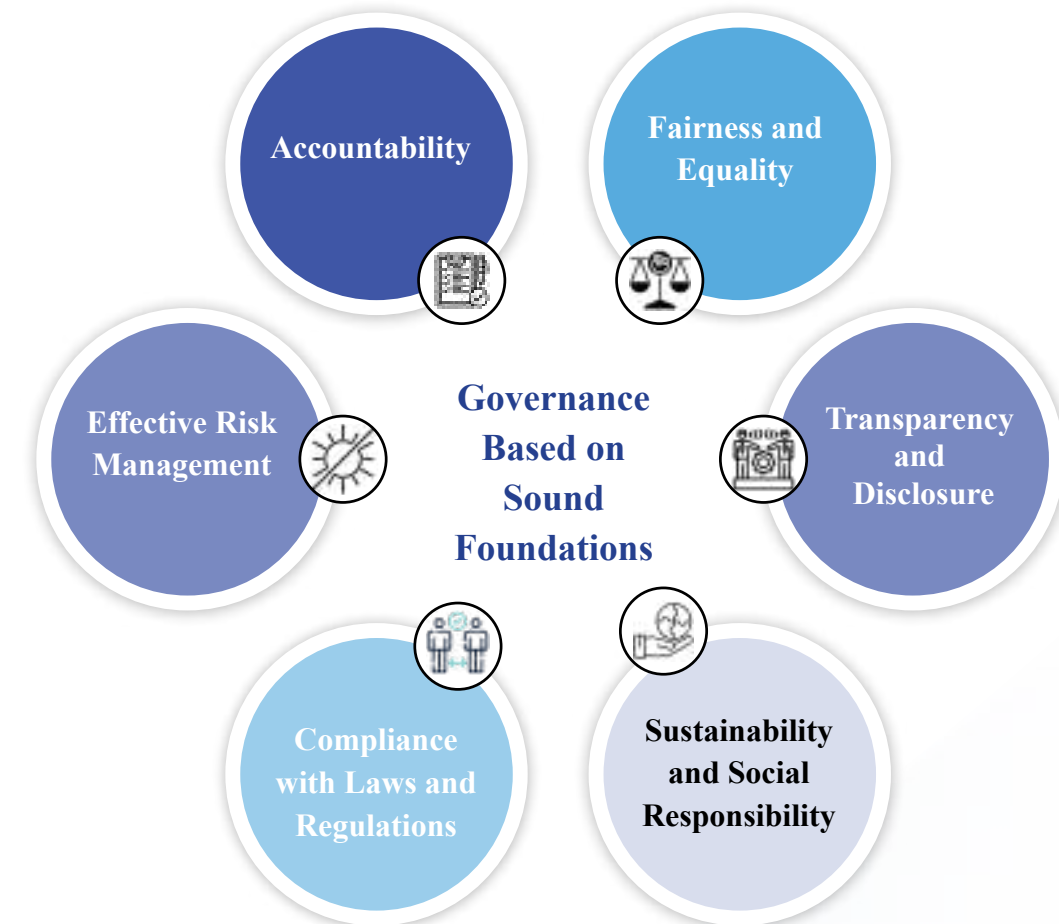 Accountability
Fairness and
Equality
Effective Risk
Management
Governance
Based on
Sound
Foundations
Transparency
and
Disclosure
Compliance
with Laws and
Regulations
Sustainability
and Social
Responsibility